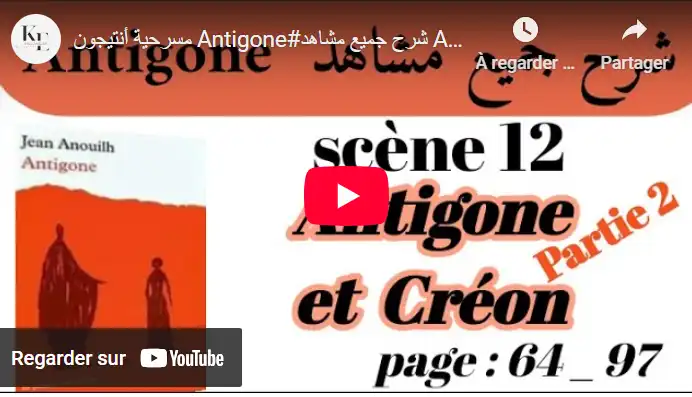 KE
مسرحية أنتيجون Antigone#شرح جميع مشاهد A...
À regarder ...
Partager
Antigone شرح جميع مشاهد
Jean Anouilh
Antigone
scène 12
Antigone
et Créon
Partie 2
page : 64 _ 97
Regarder sur YouTube